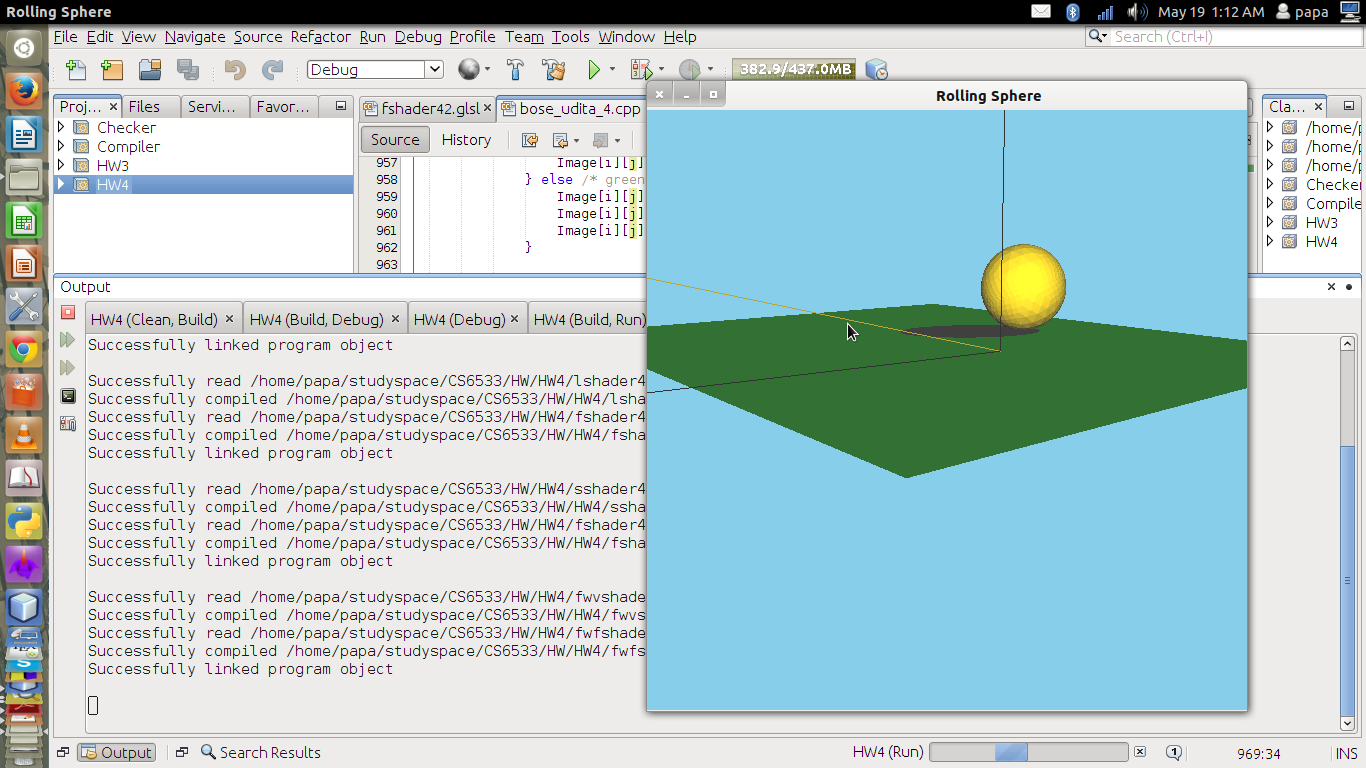 Rolling Sphere
May 19 1:12 AM papa
File Edit View Navigate Source Refactor Run Debug Profile Team Tools Window Help
Search (Ctrl+I)
Debug
382.9/437.0MB
Rolling Sphere
Proj... Files Servi... Favor...
Checker
Compiler
HW3
HW4
fshader42.glsl bose_udita_4.cpp
Source History
957 Image[i][j]
958 } else /* green
959 Image[i][j]
960 Image[i][j]
961 Image[i][j]
962 }
963
Cla...
/home/p
/home/p
/home/p
Checker
Compile
HW3
HW4
Output
HW4 (Clean, Build) HW4 (Build, Debug) HW4 (Debug) HW4 (Build, Run)
Successfully linked program object
Successfully read /home/papa/studyspace/CS6533/HW/HW4/lshader4
Successfully compiled /home/papa/studyspace/CS6533/HW/HW4/lsha
Successfully read /home/papa/studyspace/CS6533/HW/HW4/fshader4
Successfully compiled /home/papa/studyspace/CS6533/HW/HW4/fsha
Successfully linked program object
Successfully read /home/papa/studyspace/CS6533/HW/HW4/sshader4
Successfully compiled /home/papa/studyspace/CS6533/HW/HW4/ssha
Successfully read /home/papa/studyspace/CS6533/HW/HW4/fshader4
Successfully compiled /home/papa/studyspace/CS6533/HW/HW4/fsha
Successfully linked program object
Successfully read /home/papa/studyspace/CS6533/HW/HW4/fwvshade
Successfully compiled /home/papa/studyspace/CS6533/HW/HW4/fwvs
Successfully read /home/papa/studyspace/CS6533/HW/HW4/fwfshade
Successfully compiled /home/papa/studyspace/CS6533/HW/HW4/fwfs
Successfully linked program object
Output Search Results
HW4 (Run)
1
969:34
INS